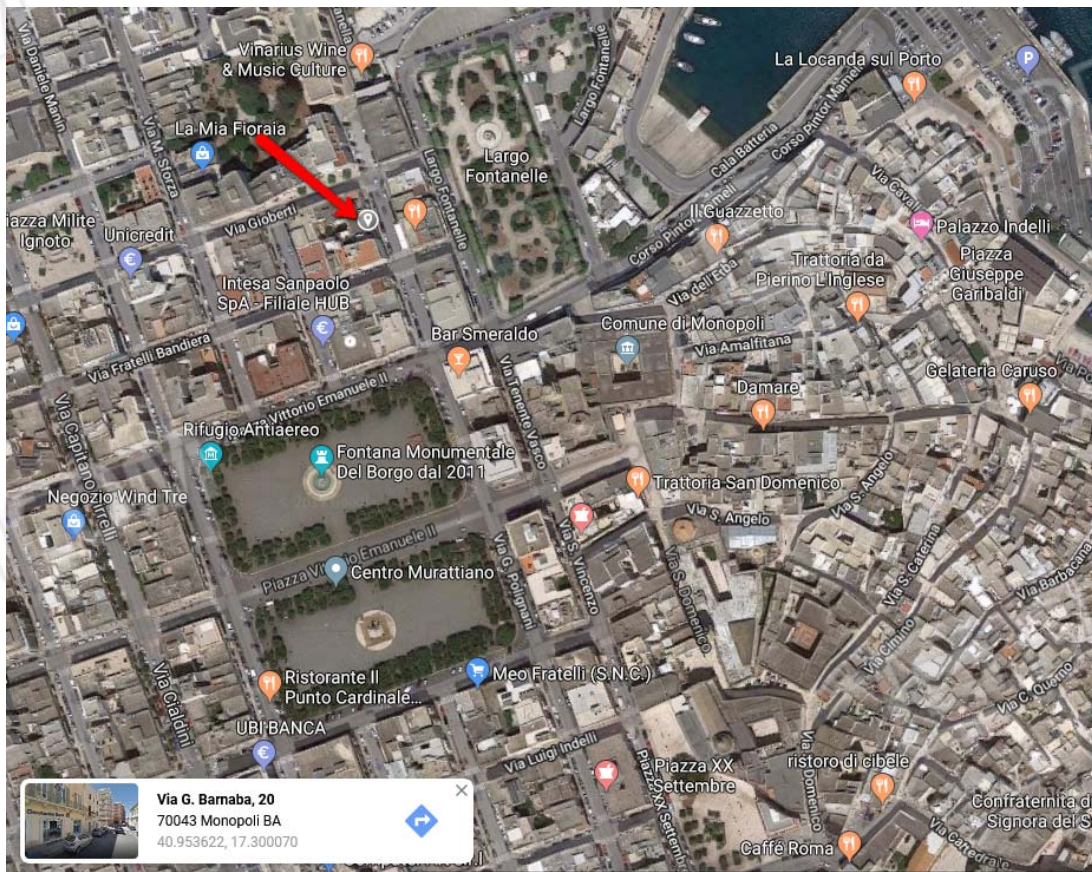 Via Daniele Manin
Vinarius Wine
& Music Culture
Largo Fontanelle
La Locanda sul Porto
P
La Mia Fioraia
Via M. Sforza
Largo
Fontanelle
Largo Fontanelle
Cala Batteria
Corso Pintor Mameli
Via Cavall
Via Gioberti
Piazza Milite
Ignoto
Unicredit
Corso Pintor Mameli
Il Guazzetto
Palazzo Indelli
Piazza
Giuseppe
Garibaldi
Intesa Sanpaolo
SpA - Filiale HUB
Via dell'Erba
Trattoria da
Pierino L'Inglese
Via Fratelli Bandiera
Bar Smeraldo
Comune di Monopoli
Via Amalfitana
Gelateria Caruso
Vittorio Emanuele II
Via Tenente Vasco
Damare
Via Capitano Pirrelli
Rifugio Antiaereo
Fontana Monumentale
Del Borgo dal 2011
Negozio Wind Tre
Trattoria San Domenico
Via S. Angelo
Via S. Angelo
Piazza Vittorio Emanuele II
Via G. Polignani
Via S. Vincenzo
Via S. Domenico
Via S. Caterina
Via Barbacana
Centro Murattiano
Via Cimino
Via Cialdini
Ristorante Il
Punto Cardinale...
Meo Fratelli (S.N.C.)
Via C. Querno
UBI BANCA
Via Luigi Indelli
Piazza XX
Settembre
Piazza XX Settembre
Domenico
ristoro di cibele
Confraternita d
Signora del S
Caffé Roma
Via Cattedrale
Via G. Barnaba, 20
70043 Monopoli BA
40.953622, 17.300070